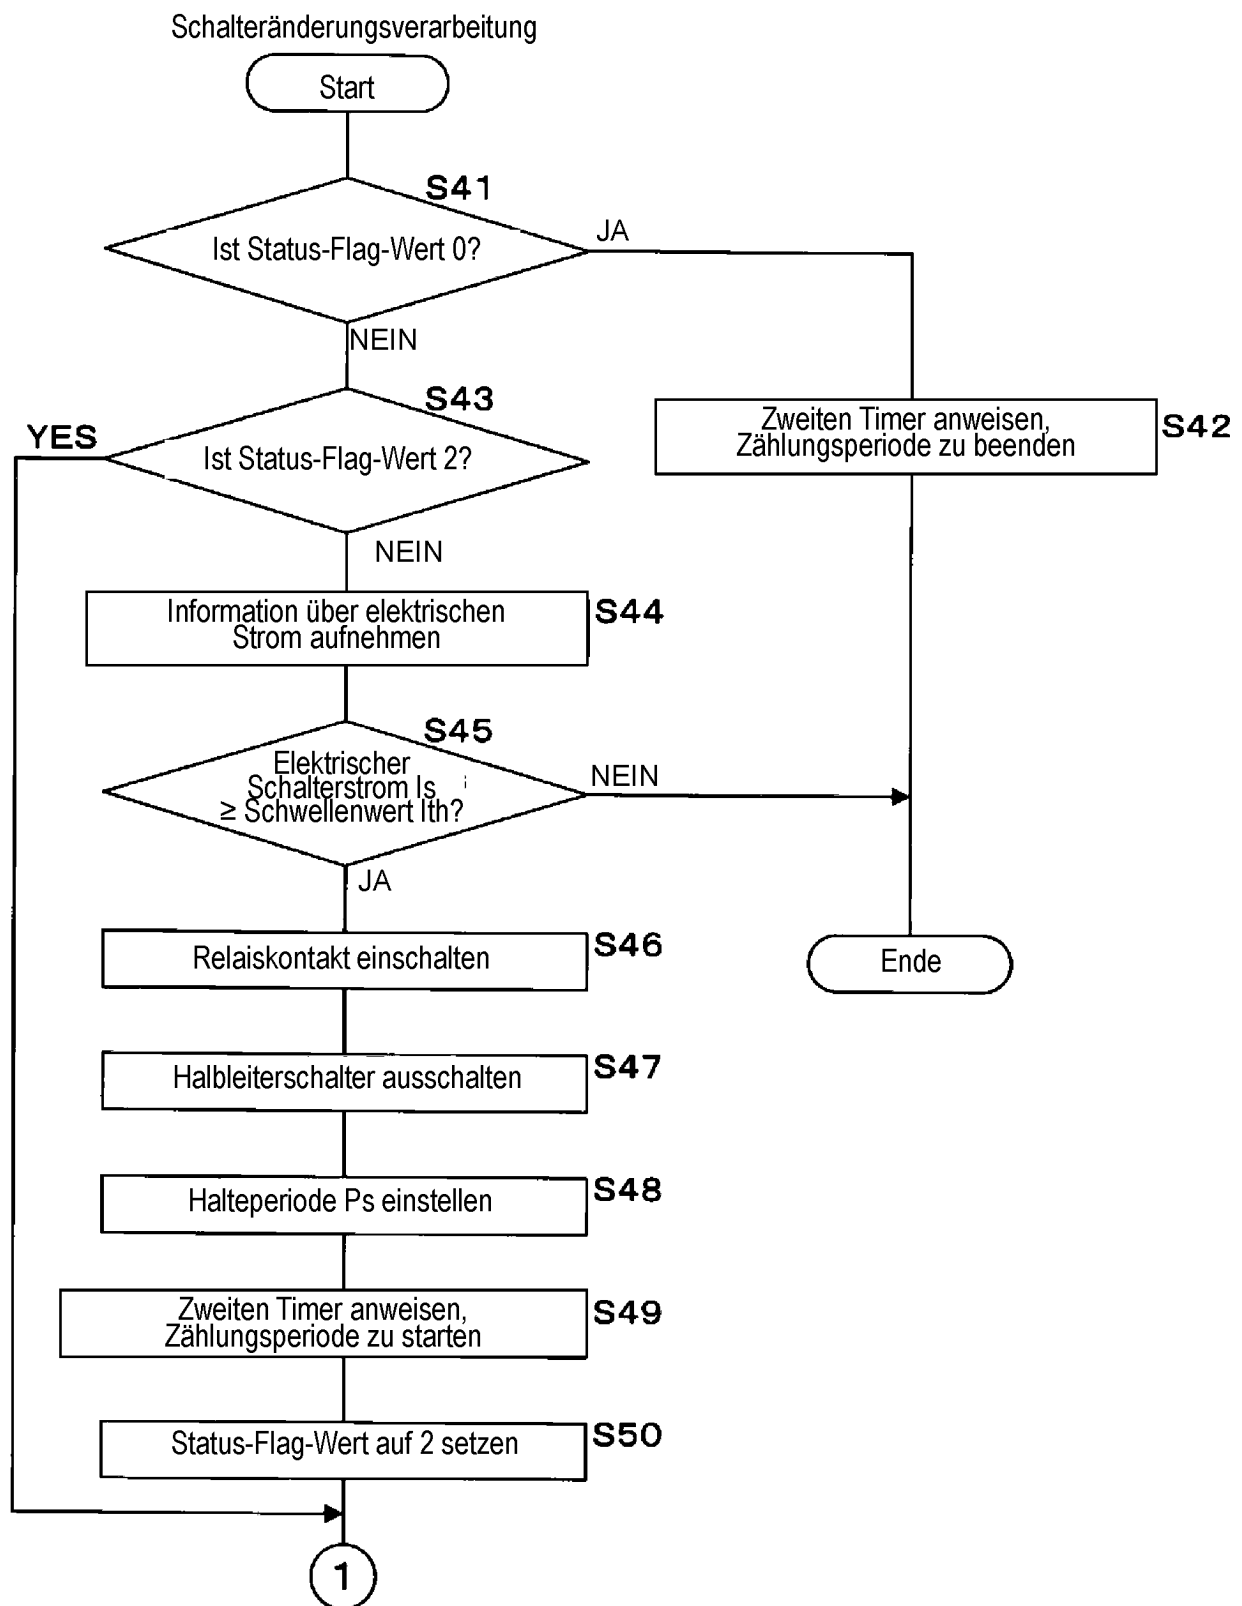 Schalteränderungsverarbeitung
Start
S41
Ist Status-Flag-Wert 0?
JA
NEIN
S43
YES
Ist Status-Flag-Wert 2?
NEIN
Zweiten Timer anweisen,
Zählungsperiode zu beenden
S42
Information über elektrischen
Strom aufnehmen
S44
S45
Elektrischer
Schalterstrom Is
≥ Schwellenwert Ith?
NEIN
JA
Relaiskontakt einschalten
S46
Ende
Halbleiterschalter ausschalten
S47
Halteperiode Ps einstellen
S48
Zweiten Timer anweisen,
Zählungsperiode zu starten
S49
Status-Flag-Wert auf 2 setzen
S50
1